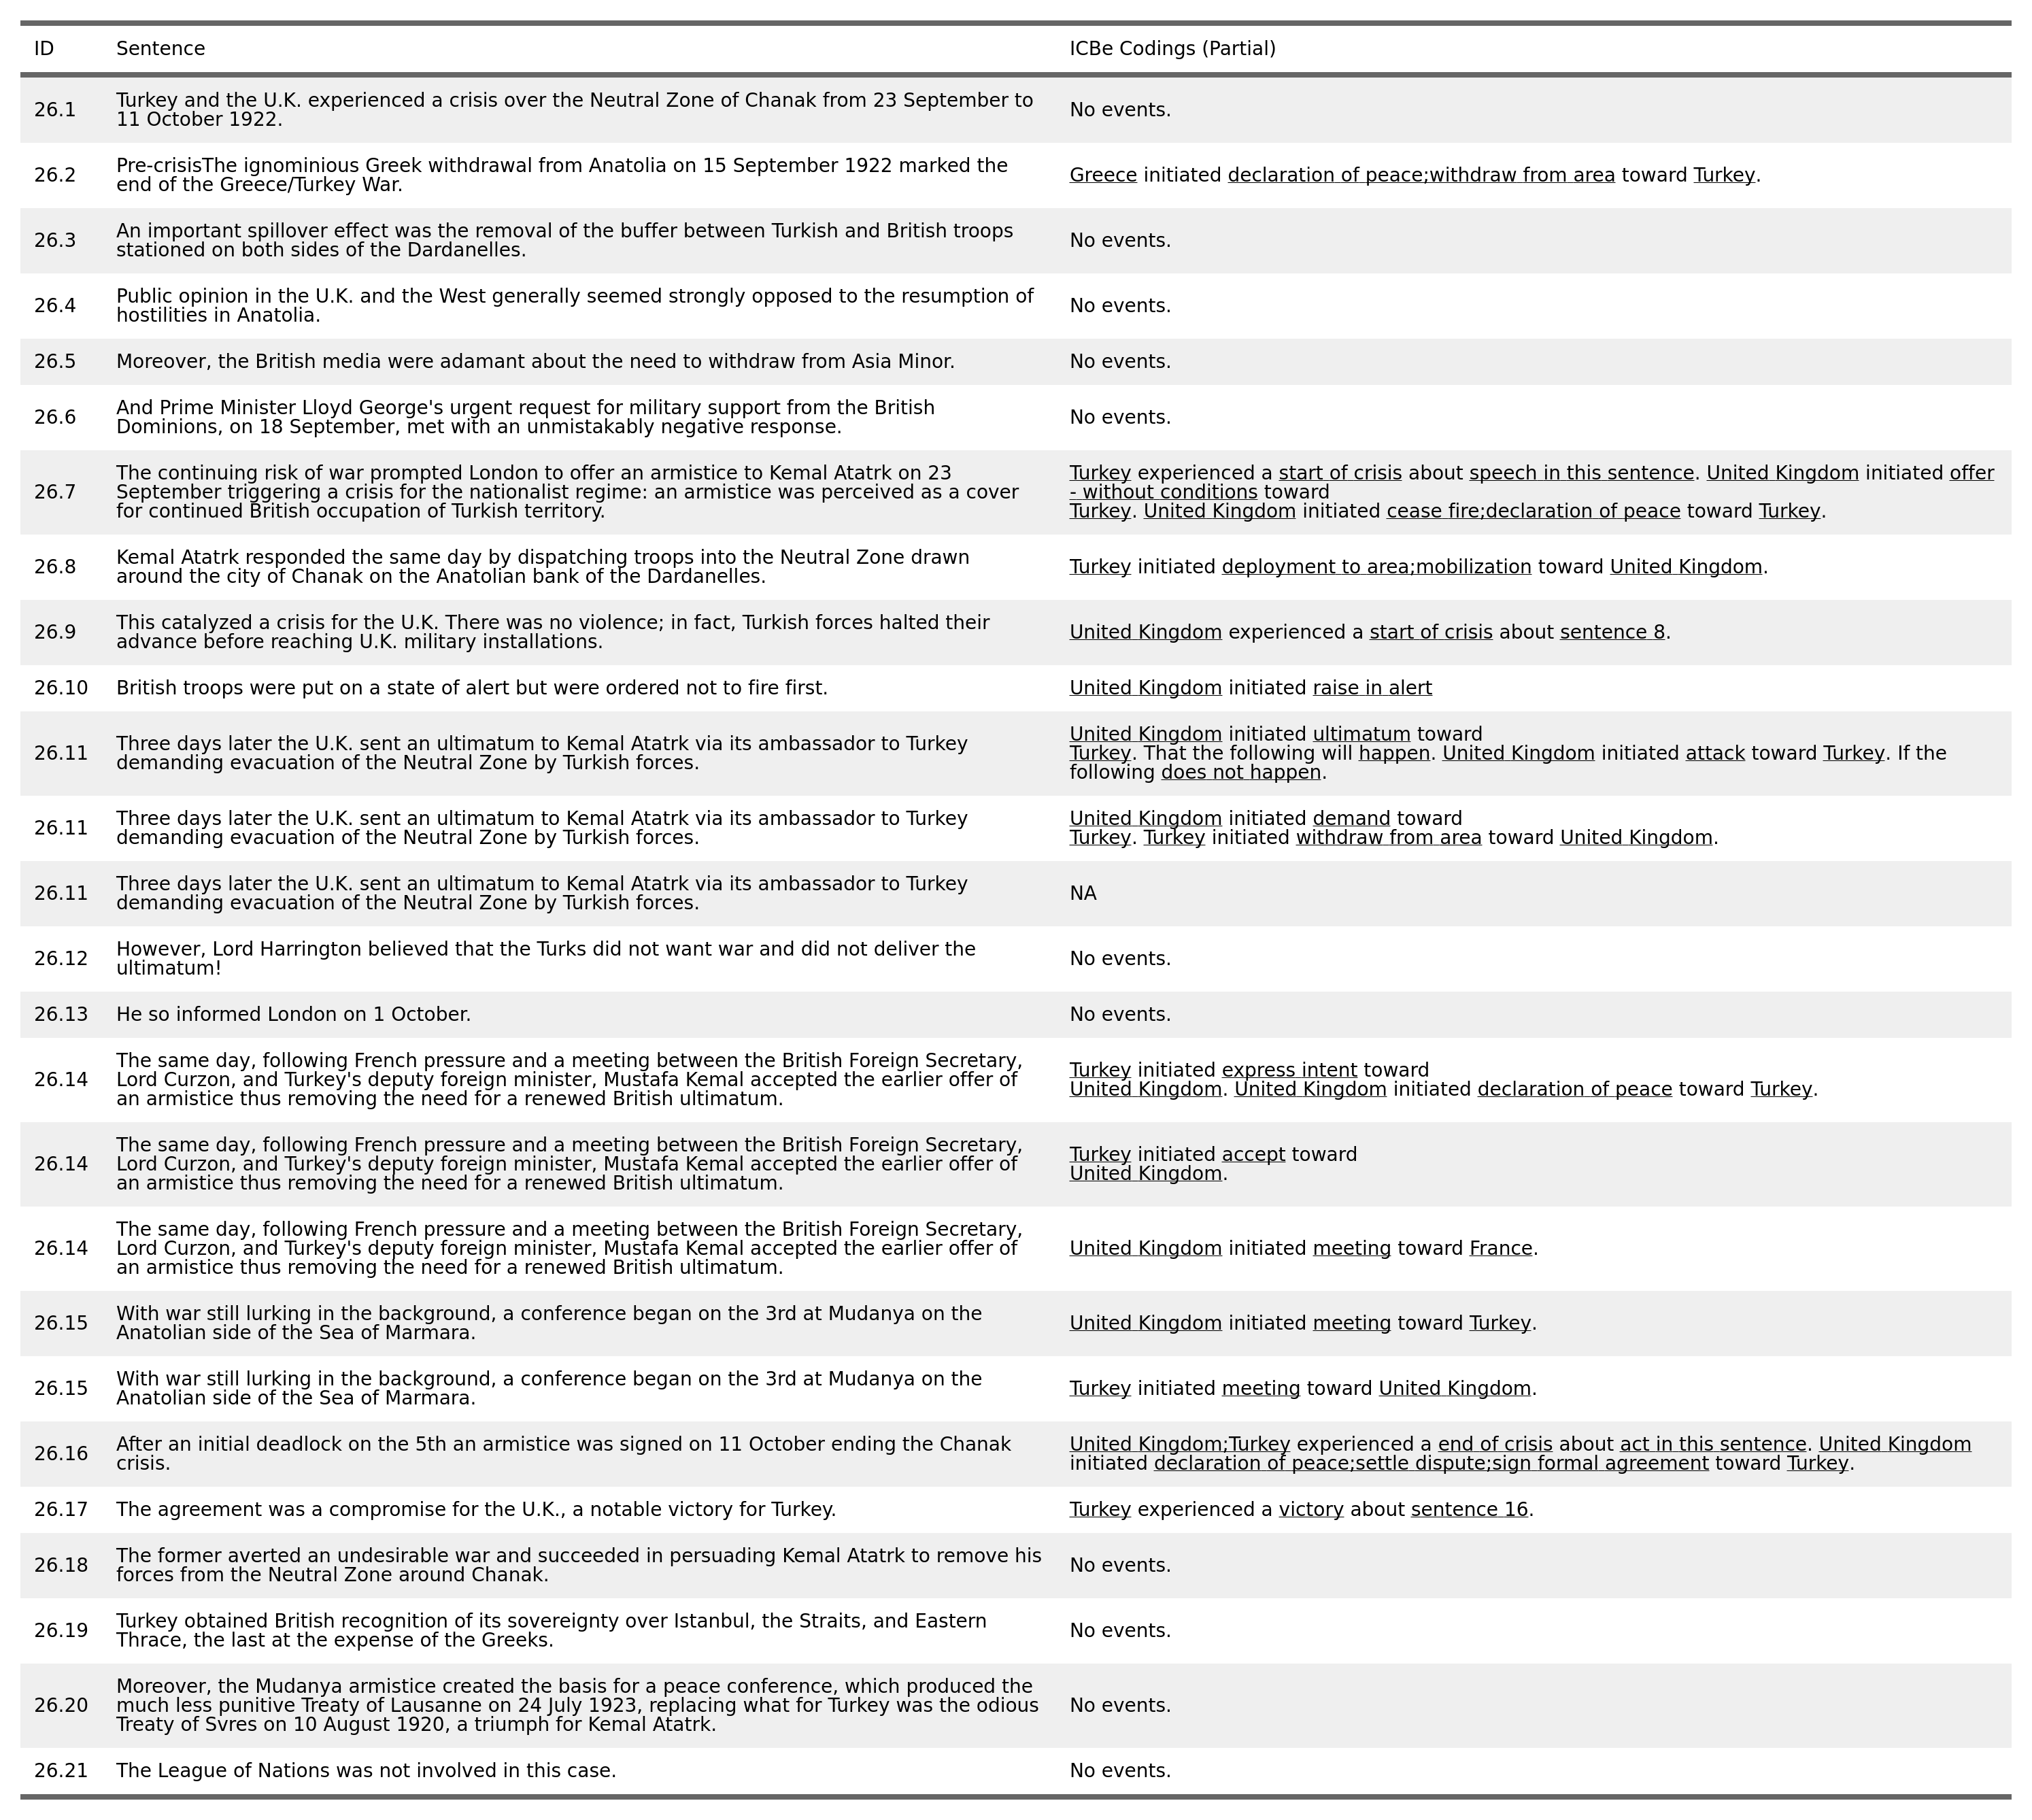 ID Sentence ICBe Codings (Partial)
26.1 Turkey and the U.K. experienced a crisis over the Neutral Zone of Chanak from 23 September to
11 October 1922.
No events.
26.2 Pre-crisisThe ignominious Greek withdrawal from Anatolia on 15 September 1922 marked the
end of the Greece/Turkey War.
Greece initiated declaration of peace;withdraw from area toward Turkey.
26.3 An important spillover effect was the removal of the buffer between Turkish and British troops
stationed on both sides of the Dardanelles.
No events.
26.4 Public opinion in the U.K. and the West generally seemed strongly opposed to the resumption of
hostilities in Anatolia.
No events.
26.5 Moreover, the British media were adamant about the need to withdraw from Asia Minor.
No events.
26.6 And Prime Minister Lloyd George's urgent request for military support from the British
Dominions, on 18 September, met with an unmistakably negative response.
No events.
26.7 The continuing risk of war prompted London to offer an armistice to Kemal Atatrk on 23
September triggering a crisis for the nationalist regime: an armistice was perceived as a cover
for continued British occupation of Turkish territory.
Turkey experienced a start of crisis about speech in this sentence. United Kingdom initiated offer
- without conditions toward
Turkey. United Kingdom initiated cease fire;declaration of peace toward Turkey.
26.8 Kemal Atatrk responded the same day by dispatching troops into the Neutral Zone drawn
around the city of Chanak on the Anatolian bank of the Dardanelles.
Turkey initiated deployment to area;mobilization toward United Kingdom.
26.9 This catalyzed a crisis for the U.K. There was no violence; in fact, Turkish forces halted their
advance before reaching U.K. military installations.
United Kingdom experienced a start of crisis about sentence 8.
26.10 British troops were put on a state of alert but were ordered not to fire first.
United Kingdom initiated raise in alert
26.11 Three days later the U.K. sent an ultimatum to Kemal Atatrk via its ambassador to Turkey
demanding evacuation of the Neutral Zone by Turkish forces.
United Kingdom initiated ultimatum toward
Turkey. That the following will happen. United Kingdom initiated attack toward Turkey. If the
following does not happen.
26.11 Three days later the U.K. sent an ultimatum to Kemal Atatrk via its ambassador to Turkey
demanding evacuation of the Neutral Zone by Turkish forces.
United Kingdom initiated demand toward
Turkey. Turkey initiated withdraw from area toward United Kingdom.
26.11 Three days later the U.K. sent an ultimatum to Kemal Atatrk via its ambassador to Turkey
demanding evacuation of the Neutral Zone by Turkish forces.
NA
26.12 However, Lord Harrington believed that the Turks did not want war and did not deliver the
ultimatum!
No events.
26.13 He so informed London on 1 October.
No events.
26.14 The same day, following French pressure and a meeting between the British Foreign Secretary,
Lord Curzon, and Turkey's deputy foreign minister, Mustafa Kemal accepted the earlier offer of
an armistice thus removing the need for a renewed British ultimatum.
Turkey initiated express intent toward
United Kingdom. United Kingdom initiated declaration of peace toward Turkey.
26.14 The same day, following French pressure and a meeting between the British Foreign Secretary,
Lord Curzon, and Turkey's deputy foreign minister, Mustafa Kemal accepted the earlier offer of
an armistice thus removing the need for a renewed British ultimatum.
Turkey initiated accept toward
United Kingdom.
26.14 The same day, following French pressure and a meeting between the British Foreign Secretary,
Lord Curzon, and Turkey's deputy foreign minister, Mustafa Kemal accepted the earlier offer of
an armistice thus removing the need for a renewed British ultimatum.
United Kingdom initiated meeting toward France.
26.15 With war still lurking in the background, a conference began on the 3rd at Mudanya on the
Anatolian side of the Sea of Marmara.
United Kingdom initiated meeting toward Turkey.
26.15 With war still lurking in the background, a conference began on the 3rd at Mudanya on the
Anatolian side of the Sea of Marmara.
Turkey initiated meeting toward United Kingdom.
26.16 After an initial deadlock on the 5th an armistice was signed on 11 October ending the Chanak
crisis.
United Kingdom;Turkey experienced a end of crisis about act in this sentence. United Kingdom
initiated declaration of peace;settle dispute;sign formal agreement toward Turkey.
26.17 The agreement was a compromise for the U.K., a notable victory for Turkey.
Turkey experienced a victory about sentence 16.
26.18 The former averted an undesirable war and succeeded in persuading Kemal Atatrk to remove his
forces from the Neutral Zone around Chanak.
No events.
26.19 Turkey obtained British recognition of its sovereignty over Istanbul, the Straits, and Eastern
Thrace, the last at the expense of the Greeks.
No events.
26.20 Moreover, the Mudanya armistice created the basis for a peace conference, which produced the
much less punitive Treaty of Lausanne on 24 July 1923, replacing what for Turkey was the odious
Treaty of Svres on 10 August 1920, a triumph for Kemal Atatrk.
No events.
26.21 The League of Nations was not involved in this case.
No events.